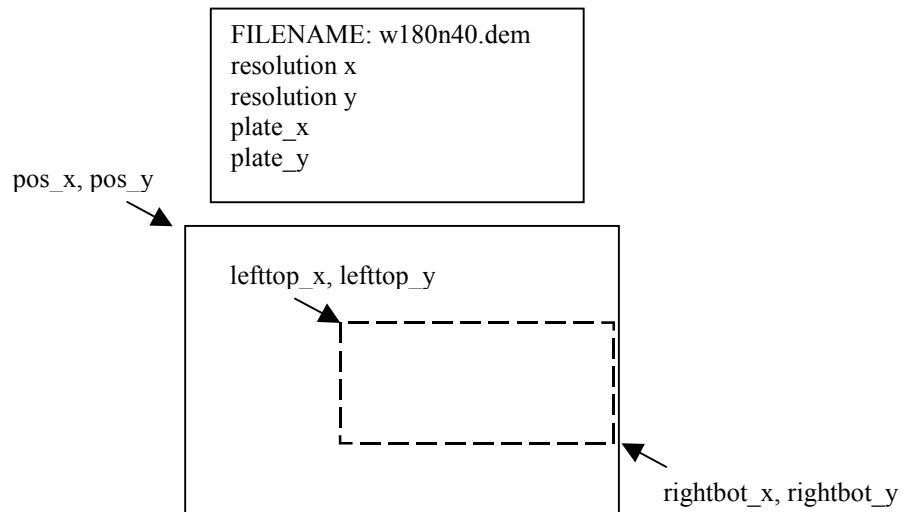 FILENAME: w180n40.dem
resolution x
resolution y
plate_x
plate_y
pos_x, pos_y
lefttop_x, lefttop_y
rightbot_x, rightbot_y